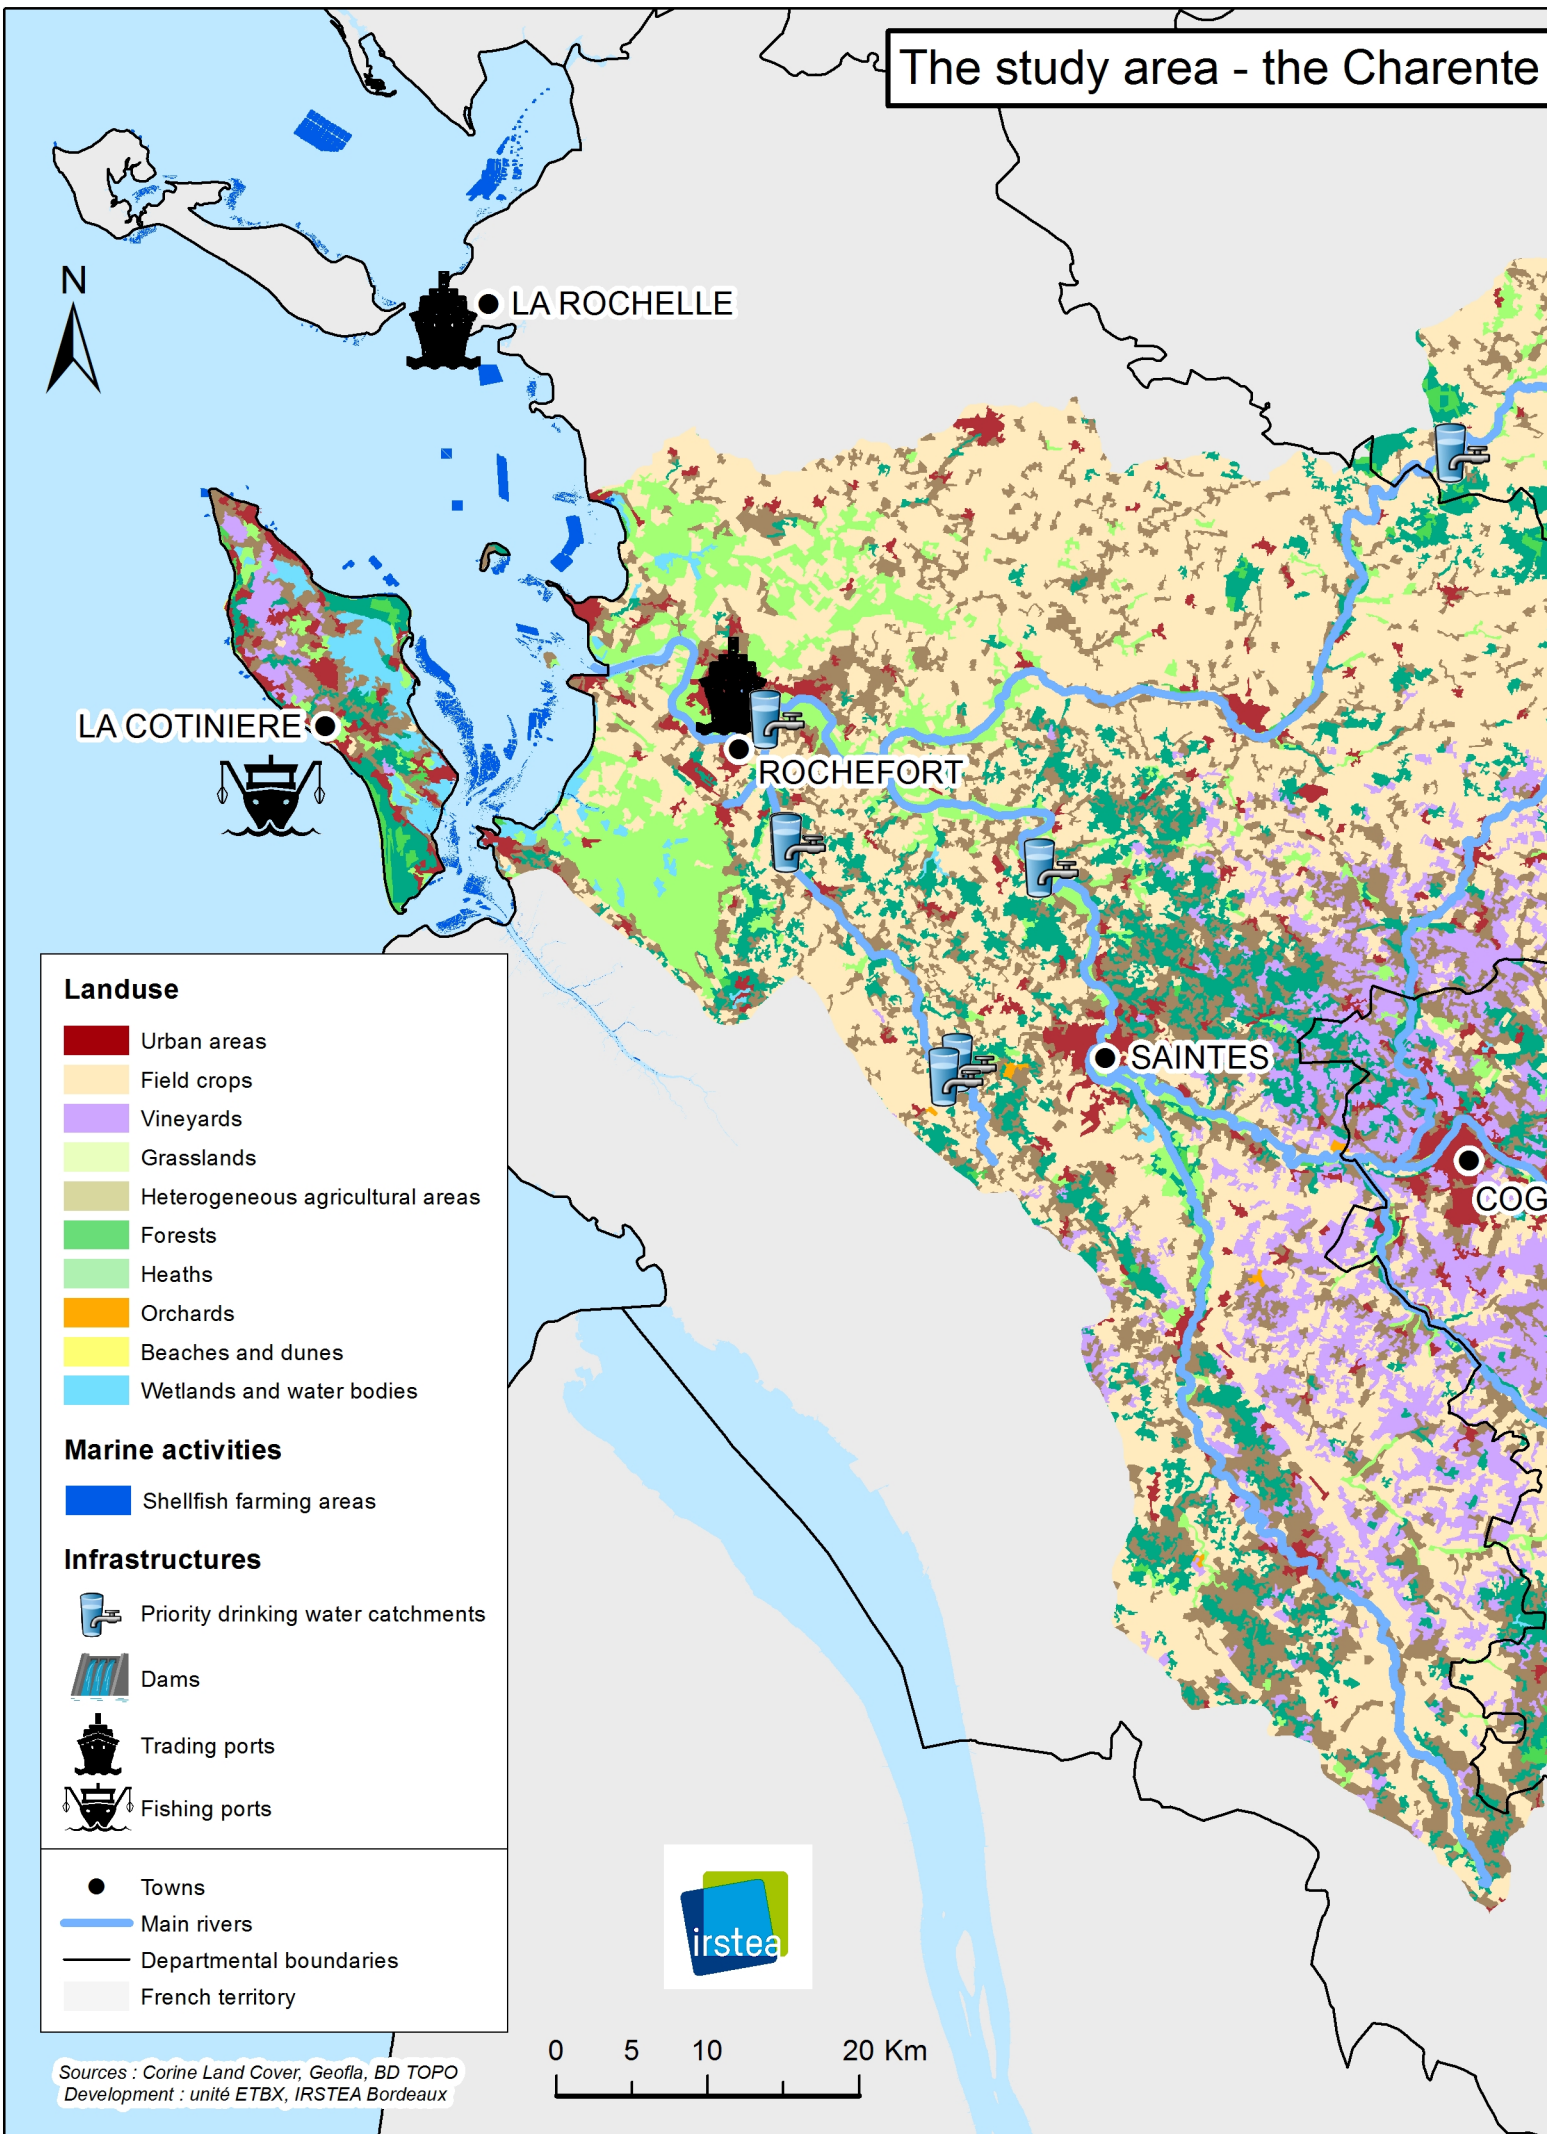 The study area - the Charente
N
LA ROCHELLE
LA COTINIERE
ROCHEFORT
SAINTES
COG
Landuse
Urban areas
Field crops
Vineyards
Grasslands
Heterogeneous agricultural areas
Forests
Heaths
Orchards
Beaches and dunes
Wetlands and water bodies
Marine activities
Shellfish farming areas
Infrastructures
Priority drinking water catchments
Dams
Trading ports
Fishing ports
Towns
Main rivers
Departmental boundaries
French territory
irstea
0 5 10 20 Km
Sources : Corine Land Cover, Geofla, BD TOPO
Development : unité ETBX, IRSTEA Bordeaux